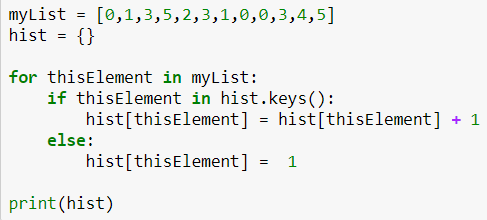 myList = [0,1,3,5,2,3,1,0,0,3,4,5]
hist = {}

for thisElement in myList:
    if thisElement in hist.keys():
        hist[thisElement] = hist[thisElement] + 1
    else:
        hist[thisElement] =  1

print(hist)